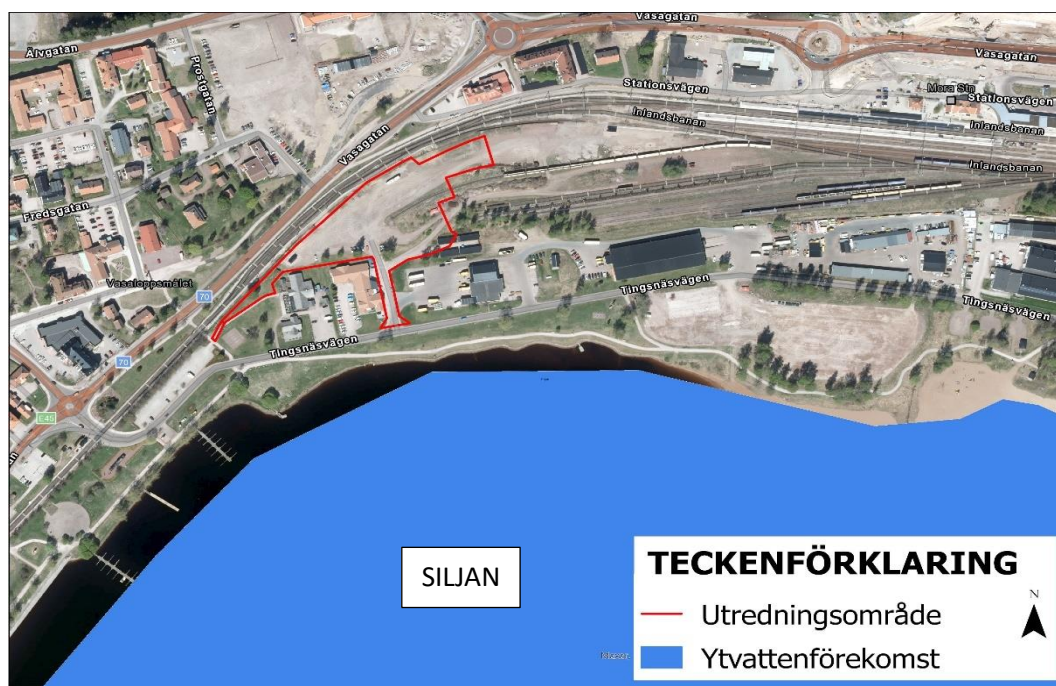 Vasagatan
Älvgatan
Prostgatan
Vasagatan
Stationsvägen
Mora Stn
Stationsvägen
Inlandsbanan
Inlandsbanan
Vasagatan
Inlandsbanan
Fredsgatan
Vasaloppsmålet
70
Tingsnäsvägen
Tingsnäsvägen
Tingsnäsvägen
70
E 45
SILJAN
TECKENFÖRKLARING
N
Utredningsområde
Ytvattenförekomst